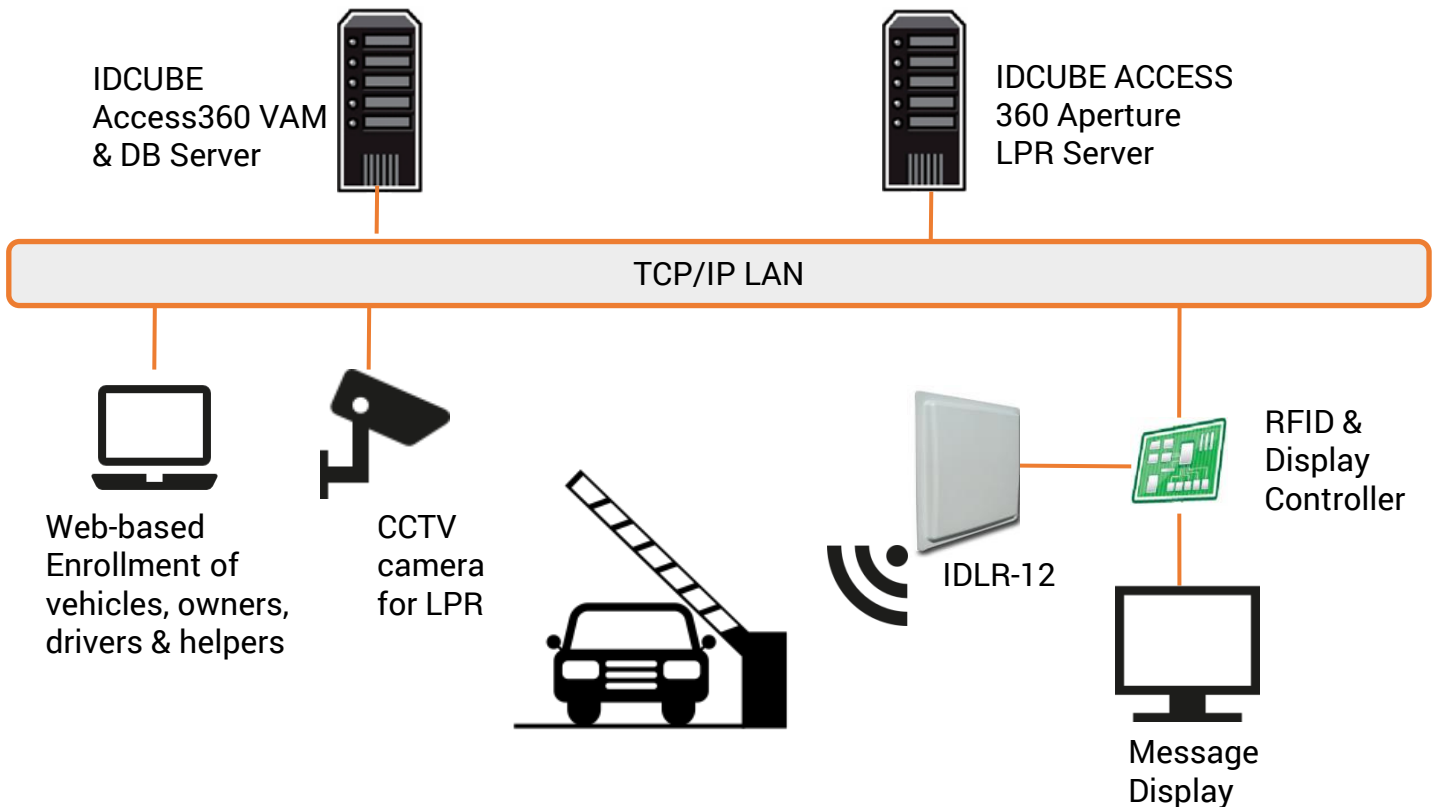 IDCUBE
Access360 VAM
& DB Server
IDCUBE ACCESS
360 Aperture
LPR Server
TCP/IP LAN
Web-based
Enrollment of
vehicles, owners,
drivers & helpers
CCTV
camera
for LPR
IDLR-12
RFID &
Display
Controller
Message
Display